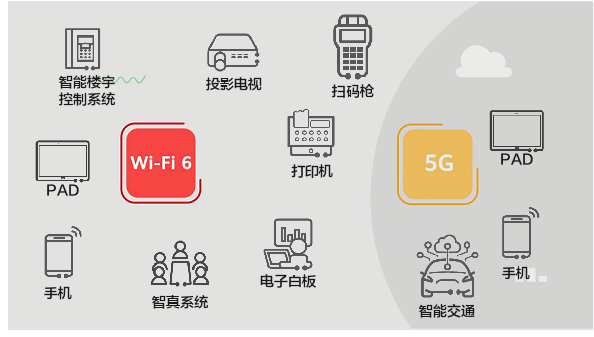 智能楼宇
控制系统
投影电视
扫码枪
Wi-Fi 6
打印机
5G
PAD
PAD
手机
智真系统
电子白板
智能交通
手机